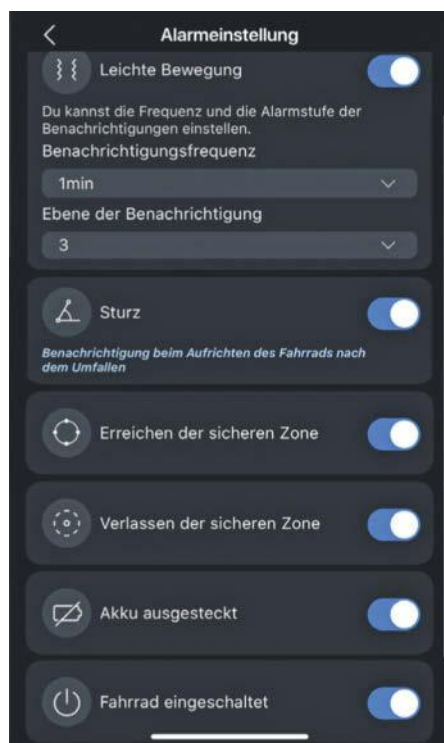 Alarmeinstellung
Leichte Bewegung
Du kannst die Frequenz und die Alarmstufe der
Benachrichtigungen einstellen.
Benachrichtigungsfrequenz
1min
Ebene der Benachrichtigung
3
Sturz
Benachrichtigung beim Aufrichten des Fahrrads nach
dem Umfallen
Erreichen der sicheren Zone
Verlassen der sicheren Zone
Akku ausgesteckt
Fahrrad eingeschaltet